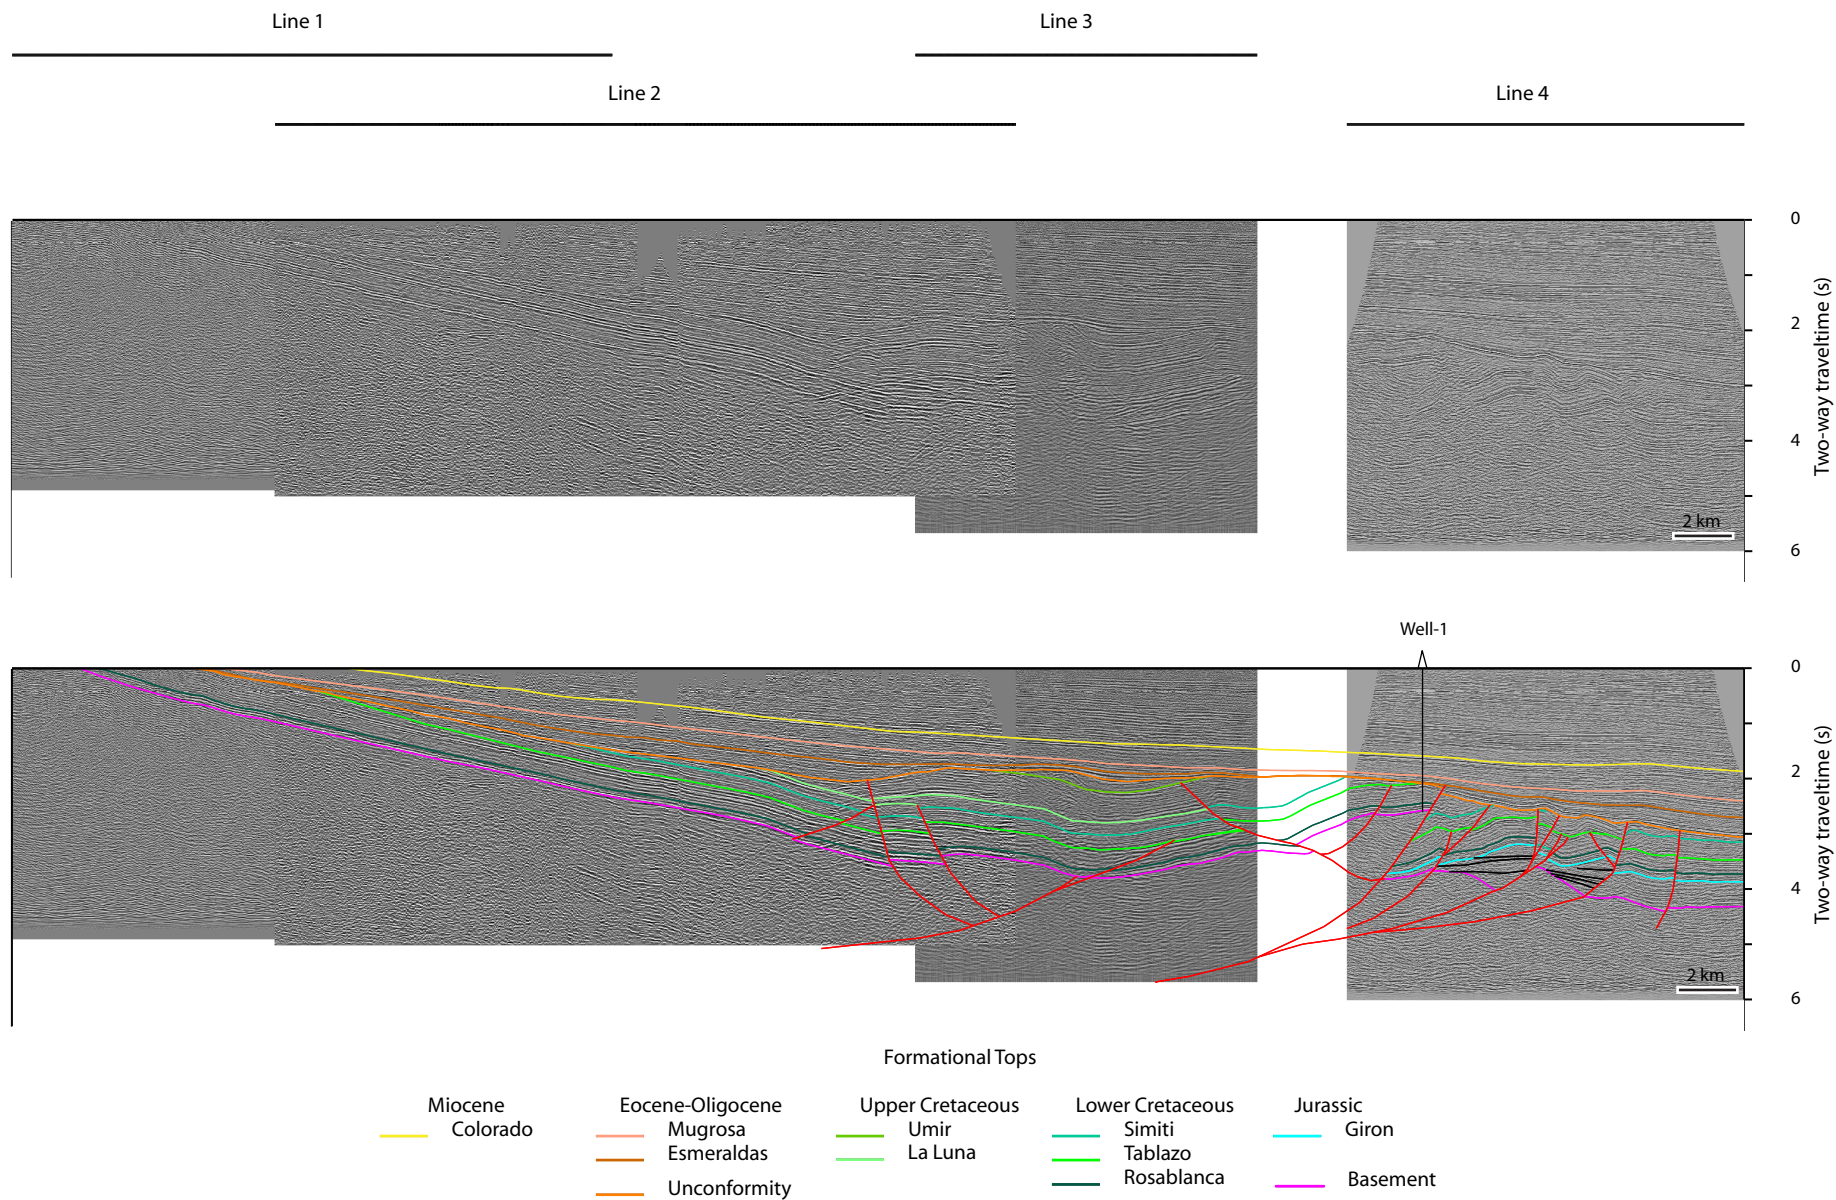 Line 1
Line 3
Line 2
Line 4
0
2
4
6
Two-way traveltime (s)
2 km
Well-1
0
2
4
6
Two-way traveltime (s)
2 km
Formational Tops
Miocene
Colorado
Eocene-Oligocene
Mugrosa
Esmeraldas
Unconformity
Upper Cretaceous
Umir
La Luna
Lower Cretaceous
Simiti
Tablazo
Rosablanca
Jurassic
Giron
Basement